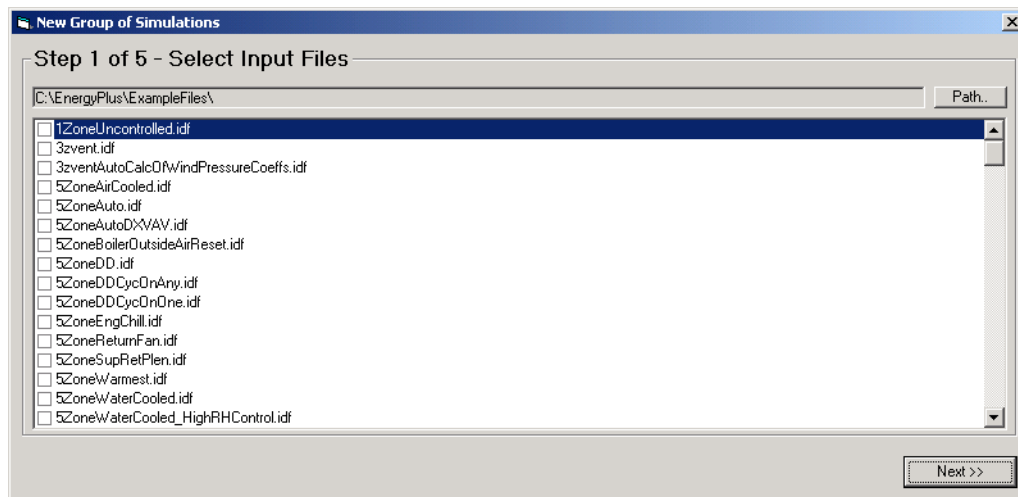 New Group of Simulations
Step 1 of 5 - Select Input Files
C:\EnergyPlus\ExampleFiles\
Path..
1ZoneUncontrolled.idf
3zvent.idf
3zventAutoCalcOfWindPressureCoeffs.idf
5ZoneAirCooled.idf
5ZoneAuto.idf
5ZoneAutoDXVAV.idf
5ZoneBoilerOutsideAirReset.idf
5ZoneDD.idf
5ZoneDDCycOnAny.idf
5ZoneDDCycOnOne.idf
5ZoneEngChill.idf
5ZoneReturnFan.idf
5ZoneSupRetPlen.idf
5ZoneWarmest.idf
5ZoneWaterCooled.idf
5ZoneWaterCooled_HighRHControl.idf
Next >>